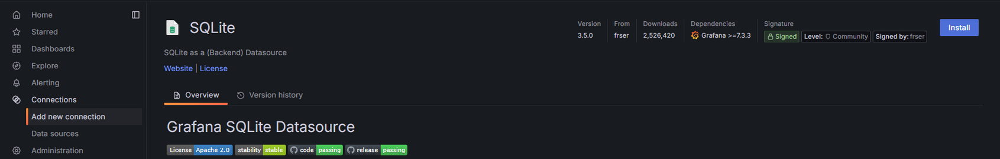 Home
Starred
Dashboards
Explore
Alerting
Connections
Add new connection
Data sources
Administration
SQLite
SQLite as a (Backend) Datasource
Website | License
Version
3.5.0
From
frser
Downloads
2,526,420
Dependencies
Grafana >=7.3.3
Signature
Signed
Level: Community
Signed by: frser
Install
Overview
Version history
Grafana SQLite Datasource
License Apache 2.0 stability stable code passing release passing